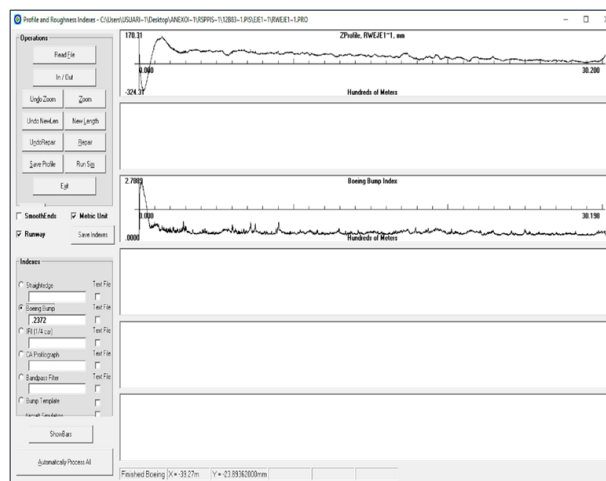 Profile and Roughness Indexes - C:\Users\USUARI~1\Desktop\ANEXOI~1\RSPPIS~1\12BB3~1.PIS\EJE1~1\RWEJE1~1.PRO
Operations
Read File
In / Out
Undo Zoom Zoom
Undo NewLen New Length
UndoRepair Repair
Save Profile Run Sim
Exit
SmoothEnds Metric Unit
Runway Save Indexes
Indexes
Straightedge Text File
Boeing Bump Text File
.2372
IRI (1/4 car) Text File
CA Profilograph Text File
Bandpass Filter Text File
Bump Template
Aircraft Simulation
ShowBars
Automatically Process All
170.31 ZProfile, RWEJE1~1, mm
0.000 30.200
-324.31 Hundreds of Meters
Boeing Bump Index
0.000 30.198
.0000 Hundreds of Meters
Finished Boeing X = -39.27m Y = -23.89362000mm